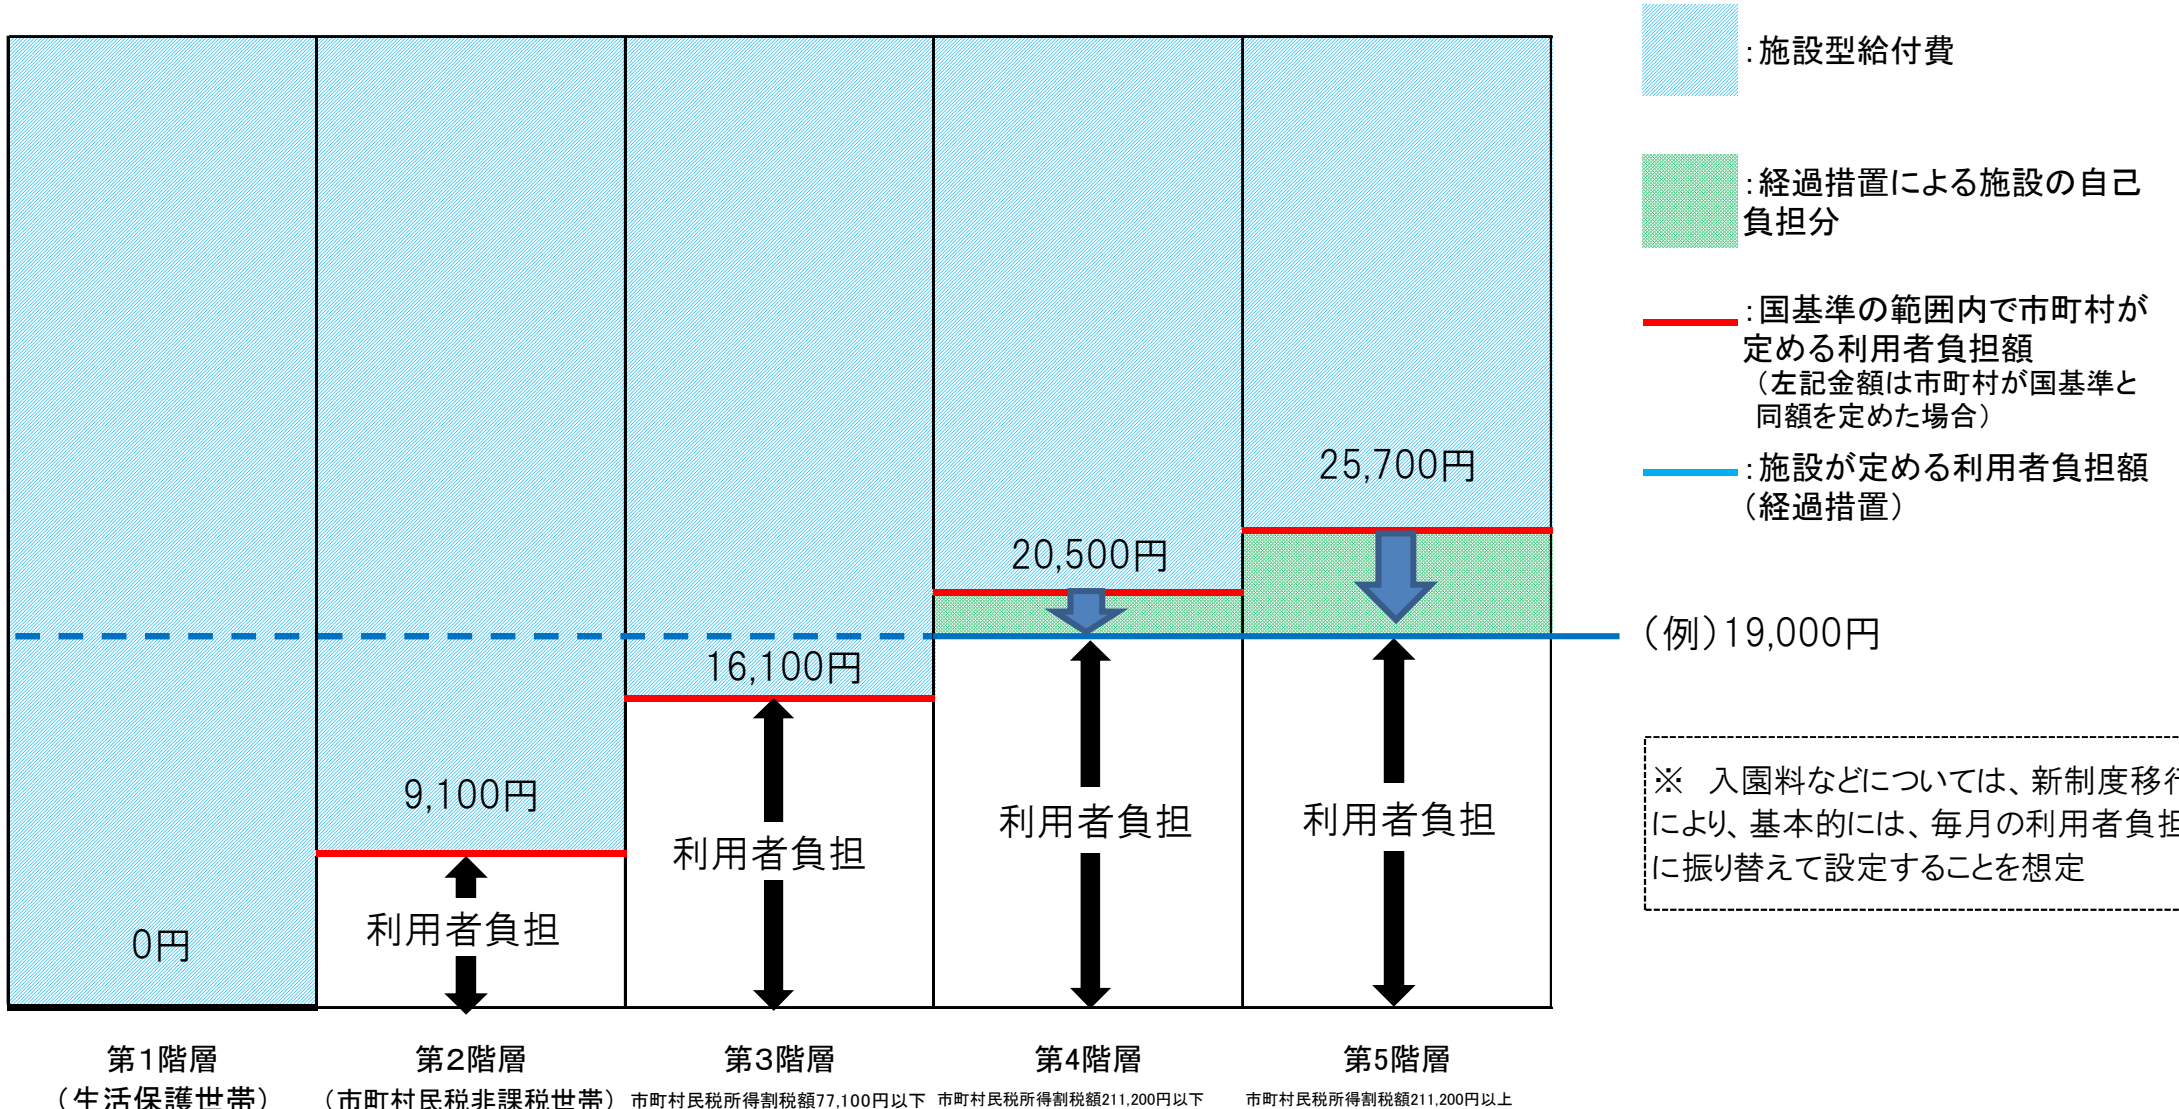 :施設型給付費
:経過措置による施設の自己
負担分
:国基準の範囲内で市町村が
定める利用者負担額
(左記金額は市町村が国基準と
同額を定めた場合)
:施設が定める利用者負担額
(経過措置)
25,700円
20,500円
(例)19,000円
16,100円
9,100円
0円
利用者負担
利用者負担
利用者負担
利用者負担
※ 入園料などについては、新制度移行
により、基本的には、毎月の利用者負担
に振り替えて設定することを想定
第1階層
(生活保護世帯)
第2階層
(市町村民税非課税世帯)
第3階層
市町村民税所得割税額77,100円以下
第4階層
市町村民税所得割税額211,200円以下
第5階層
市町村民税所得割税額211,200円以上